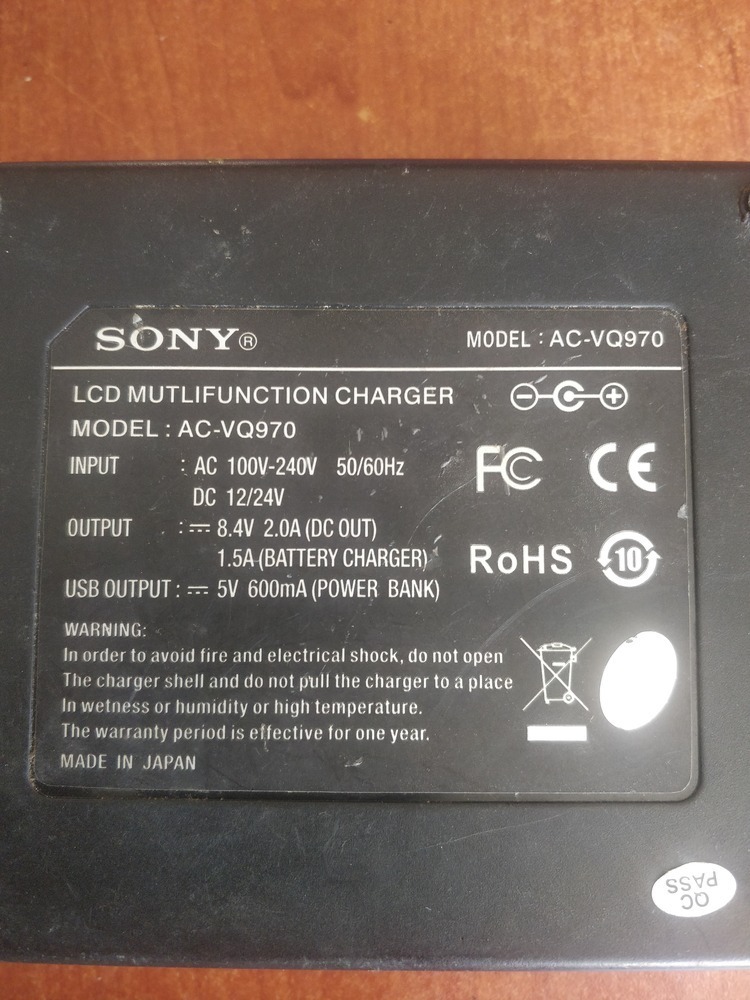 SONY® MODEL : AC-VQ970
LCD MUTLIFUNCTION CHARGER
MODEL : AC-VQ970
INPUT : AC 100V-240V 50/60Hz
DC 12/24V
OUTPUT : ⎓ 8.4V 2.0A (DC OUT)
1.5A (BATTERY CHARGER)
USB OUTPUT : ⎓ 5V 600mA (POWER BANK)
FC CE
RoHS 10
WARNING:
In order to avoid fire and electrical shock, do not open
The charger shell and do not pull the charger to a place
In wetness or humidity or high temperature.
The warranty period is effective for one year.
MADE IN JAPAN
QC
PASS